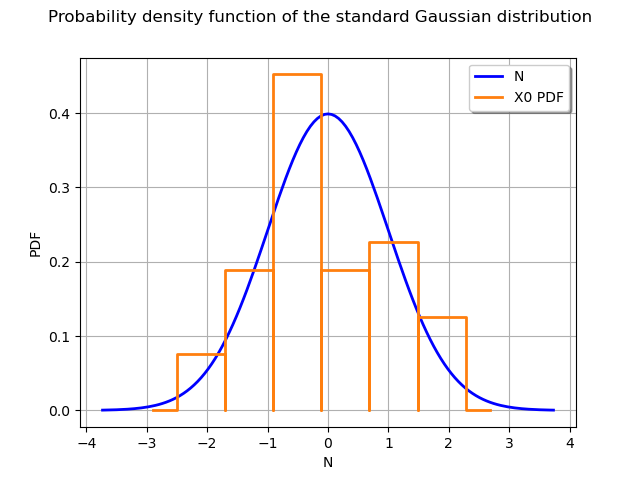 Probability density function of the standard Gaussian distribution
N
X0 PDF
PDF
0.4
0.3
0.2
0.1
0.0
−4 −3 −2 −1 0 1 2 3 4
N